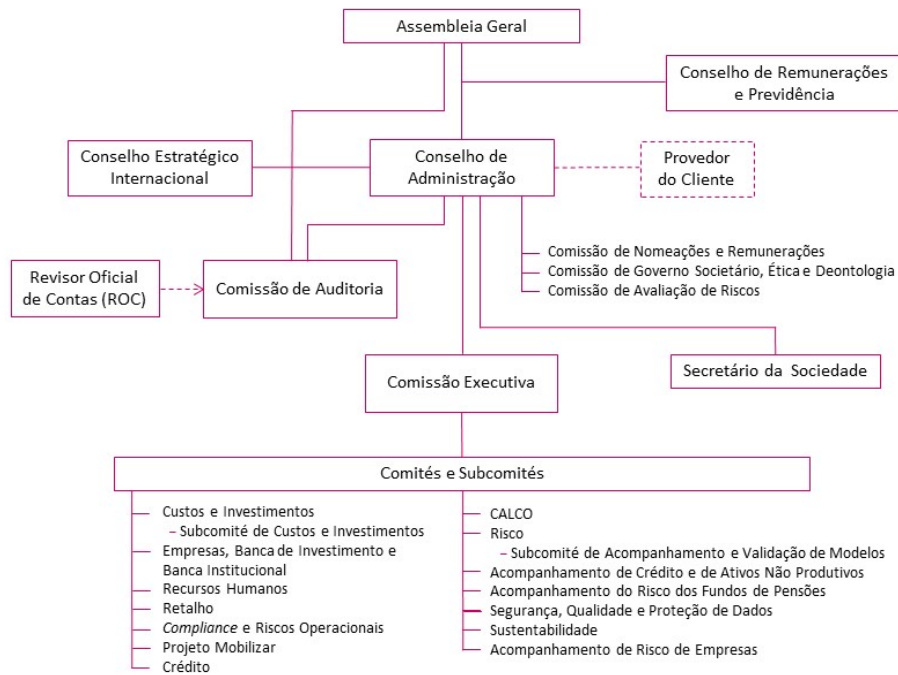 Assembleia Geral
Conselho de Remunerações
e Previdência
Conselho Estratégico
Internacional
Conselho de
Administração
Provedor
do Cliente
Comissão de Nomeações e Remunerações
Comissão de Governo Societário, Ética e Deontologia
Comissão de Avaliação de Riscos
Revisor Oficial
de Contas (ROC)
Comissão de Auditoria
Secretário da Sociedade
Comissão Executiva
Comités e Subcomités
Custos e Investimentos
– Subcomité de Custos e Investimentos
Empresas, Banca de Investimento e
Banca Institucional
Recursos Humanos
Retalho
Compliance e Riscos Operacionais
Projeto Mobilizar
Crédito
CALCO
Risco
– Subcomité de Acompanhamento e Validação de Modelos
Acompanhamento de Crédito e de Ativos Não Produtivos
Acompanhamento do Risco dos Fundos de Pensões
Segurança, Qualidade e Proteção de Dados
Sustentabilidade
Acompanhamento de Risco de Empresas